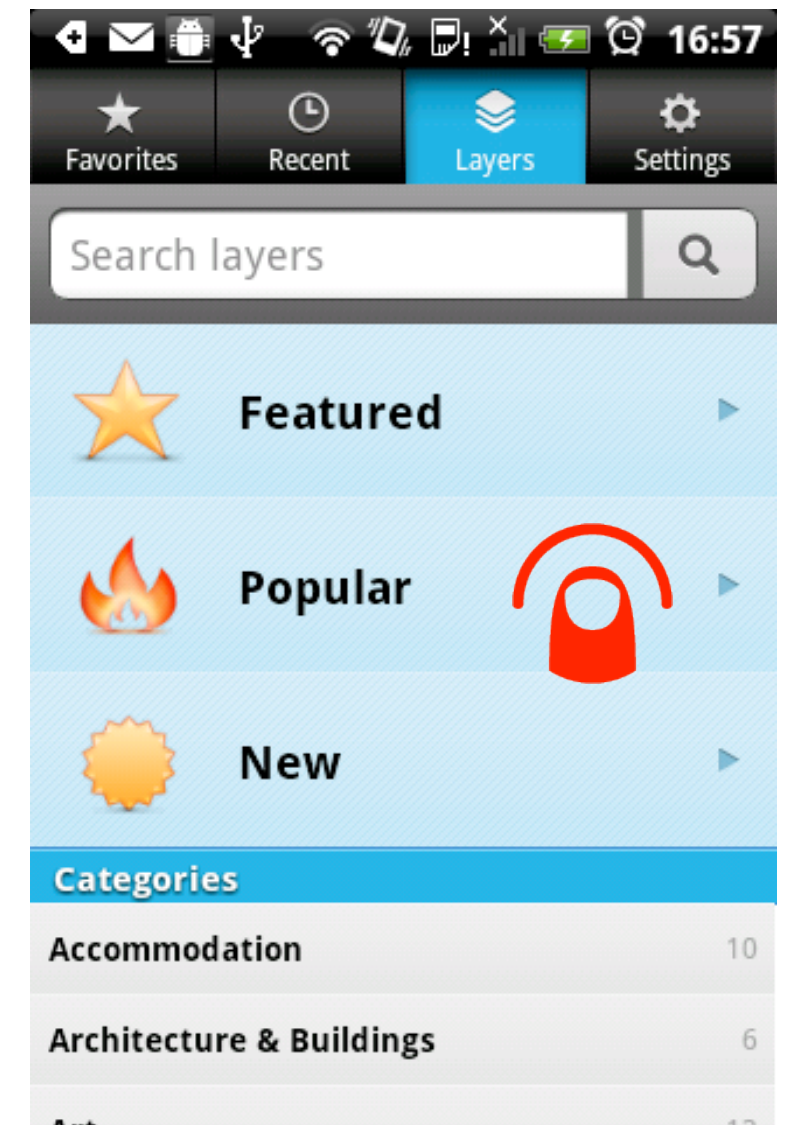 16:57
Favorites Recent Layers Settings
Search layers
Featured
Popular
New
Categories
Accommodation 10
Architecture & Buildings 6